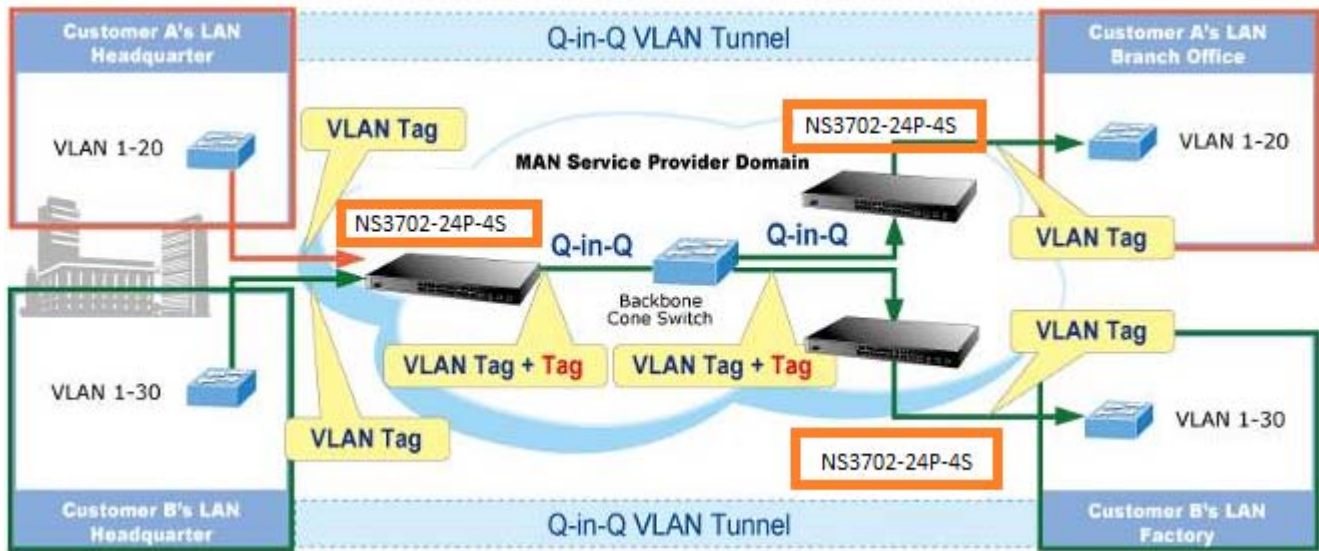 Customer A's LAN
Headquarter
Q-in-Q VLAN Tunnel
Customer A's LAN
Branch Office
VLAN 1-20
VLAN Tag
NS3702-24P-4S
VLAN 1-20
MAN Service Provider Domain
NS3702-24P-4S
Q-in-Q
Q-in-Q
VLAN Tag
Backbone
Cone Switch
VLAN Tag
VLAN Tag + Tag
VLAN Tag + Tag
VLAN 1-30
VLAN Tag
VLAN 1-30
NS3702-24P-4S
Customer B's LAN
Headquarter
Q-in-Q VLAN Tunnel
Customer B's LAN
Factory